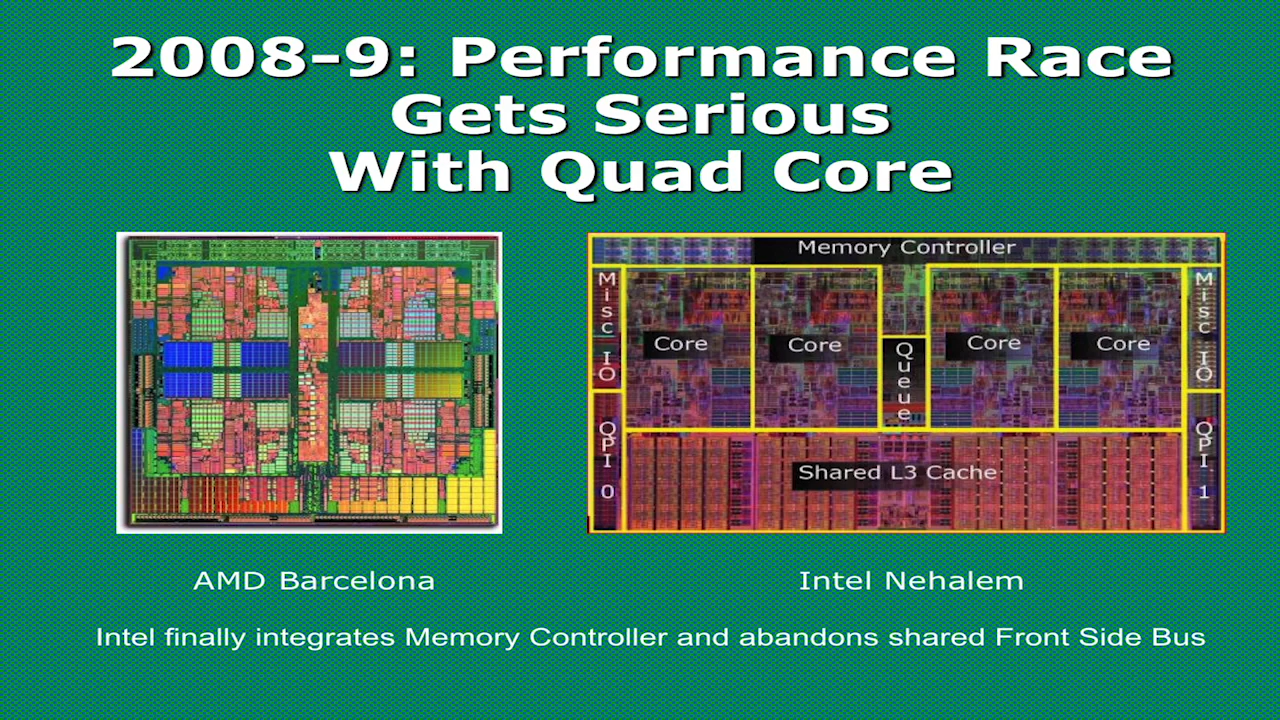 2008-9: Performance Race
Gets Serious
With Quad Core
Memory Controller
Misc IO
Core
Core
Queue
Core
Core
Misc IO
QPI 0
Shared L3 Cache
QPI 1
AMD Barcelona
Intel Nehalem
Intel finally integrates Memory Controller and abandons shared Front Side Bus